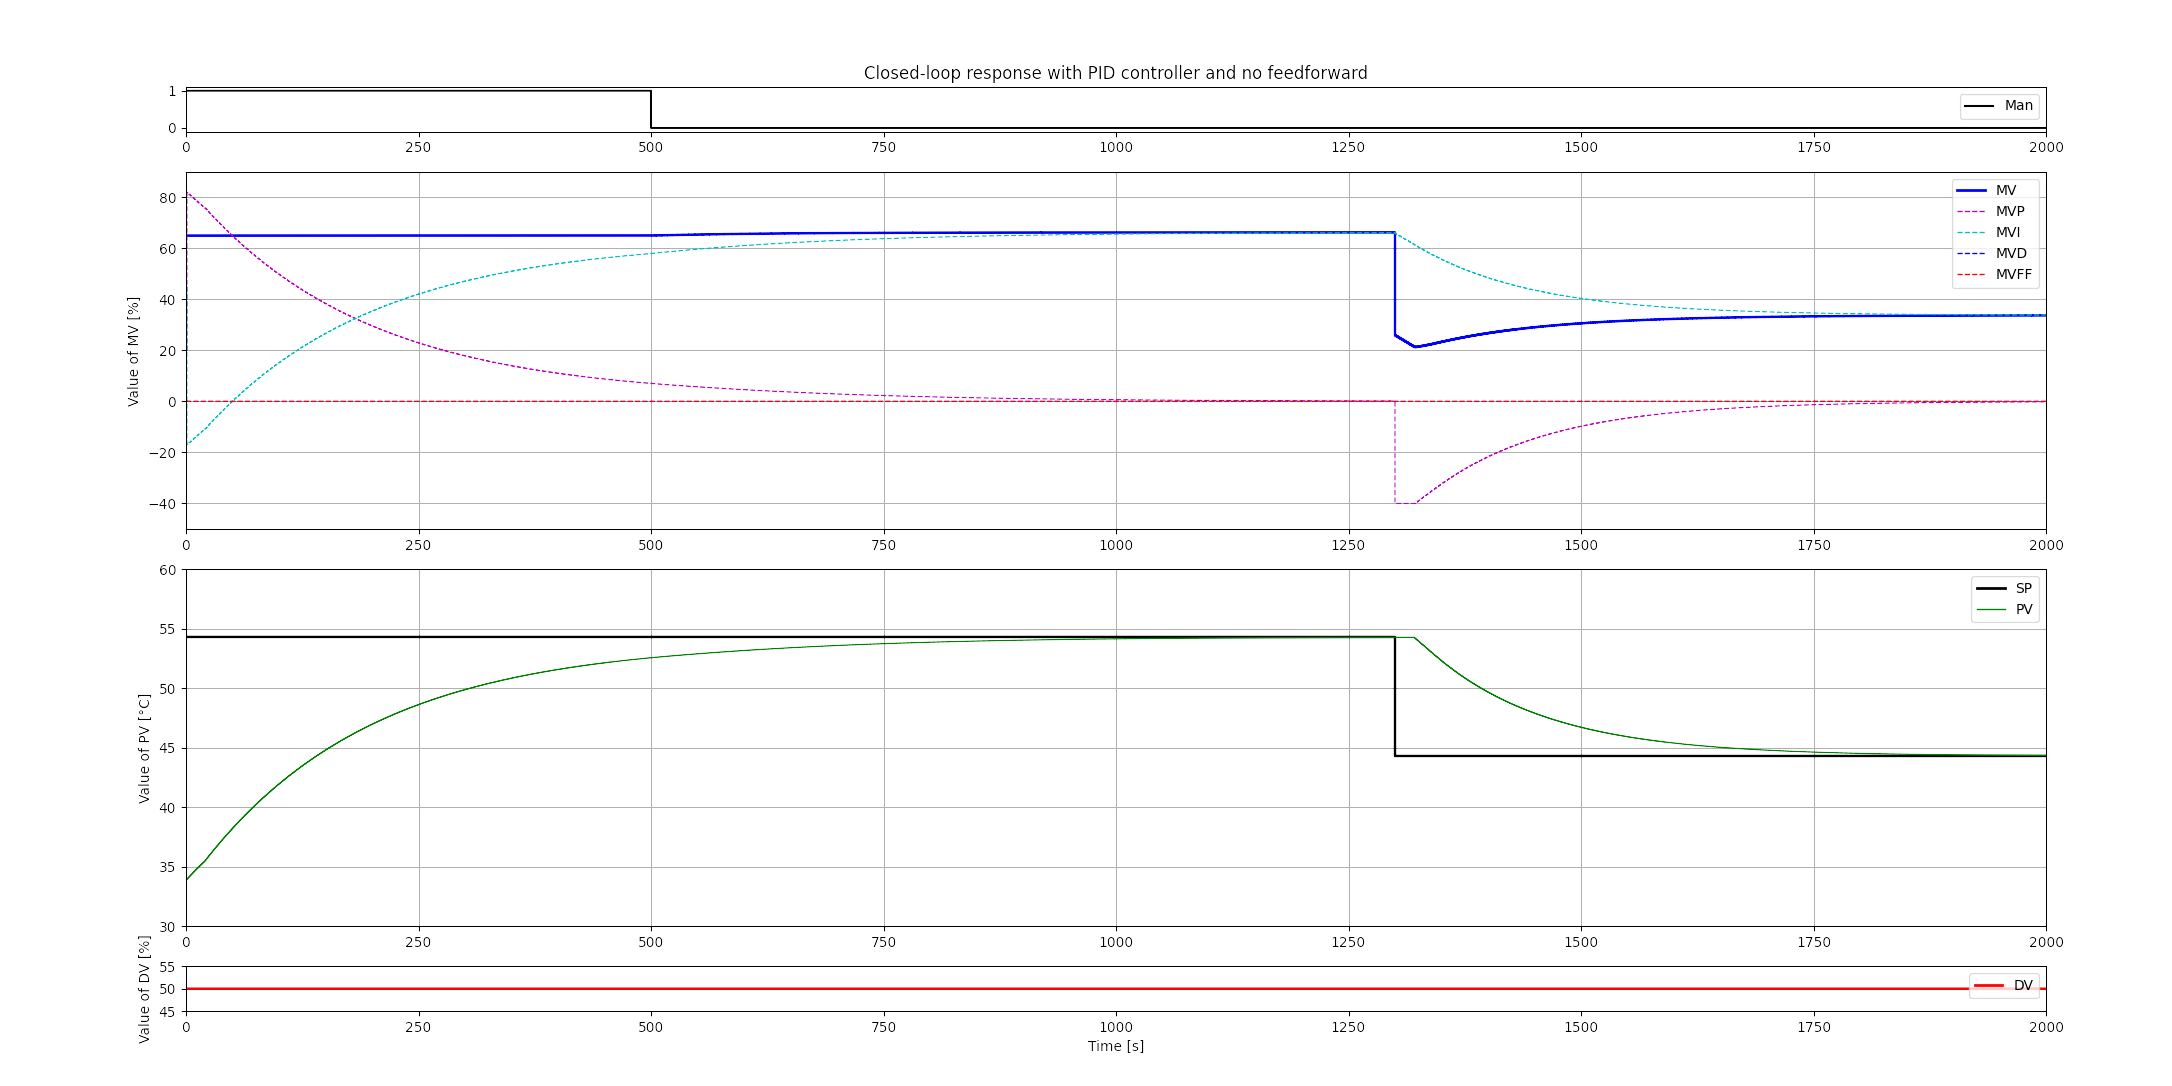 Closed-loop response with PID controller and no feedforward
1
0
Man
0 250 500 750 1000 1250 1500 1750 2000
Value of MV [%]
80
60
40
20
0
−20
−40
MV
MVP
MVI
MVD
MVFF
0 250 500 750 1000 1250 1500 1750 2000
Value of PV [°C]
60
55
50
45
40
35
30
SP
PV
0 250 500 750 1000 1250 1500 1750 2000
Value of DV [%]
55
50
45
DV
0 250 500 750 1000 1250 1500 1750 2000
Time [s]